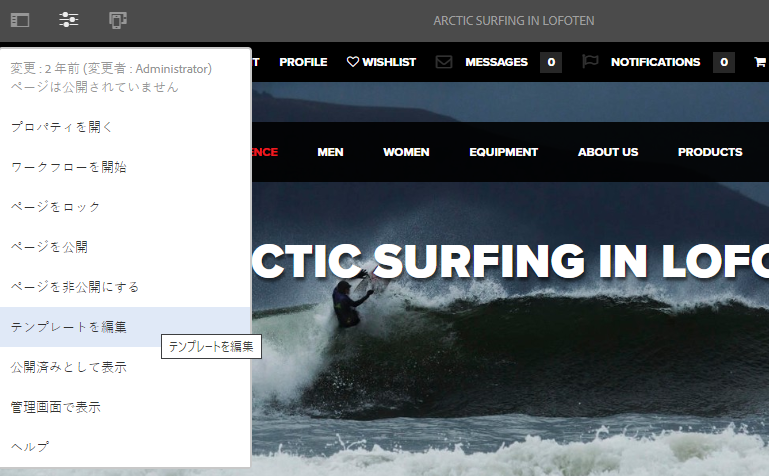 ARCTIC SURFING IN LOFOTEN
変更 : 2 年前 (変更者 : Administrator)
ページは公開されていません
プロパティを開く
ワークフローを開始
ページをロック
ページを公開
ページを非公開にする
テンプレートを編集
テンプレートを編集
公開済みとして表示
管理画面で表示
ヘルプ
T PROFILE WISHLIST MESSAGES 0 NOTIFICATIONS 0
ENCE MEN WOMEN EQUIPMENT ABOUT US PRODUCTS
CTIC SURFING IN LOFO